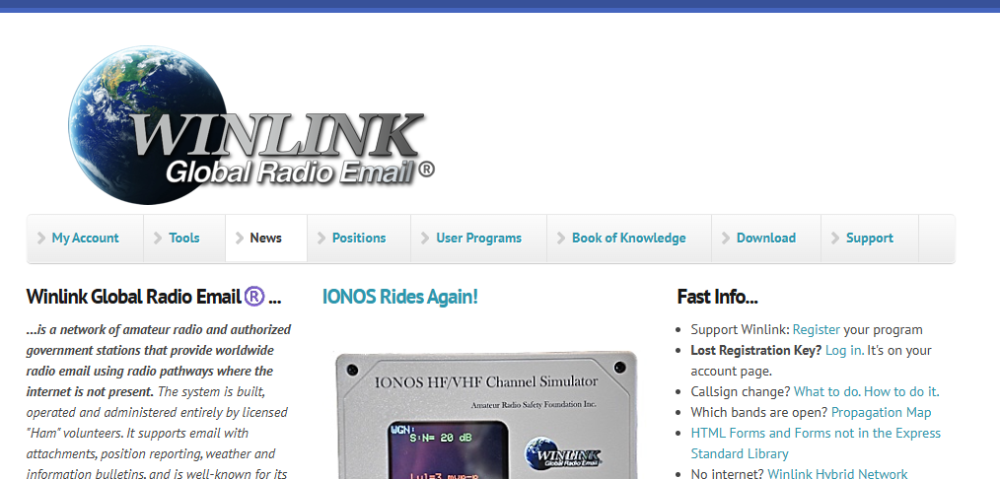 WINLINK
Global Radio Email ®
My Account
Tools
News
Positions
User Programs
Book of Knowledge
Download
Support
Winlink Global Radio Email ® ...
...is a network of amateur radio and authorized
government stations that provide worldwide
radio email using radio pathways where the
internet is not present. The system is built,
operated and administered entirely by licensed
"Ham" volunteers. It supports email with
attachments, position reporting, weather and
information bulletins, and is well-known for its
IONOS Rides Again!
IONOS HF/VHF Channel Simulator
Amateur Radio Safety Foundation Inc.
WGN:
S:N= 20 dB
WINLINK
Global Radio Email
Fast Info...
Support Winlink: Register your program
Lost Registration Key? Log in. It's on your
account page.
Callsign change? What to do. How to do it.
Which bands are open? Propagation Map
HTML Forms and Forms not in the Express
Standard Library
No internet? Winlink Hybrid Network